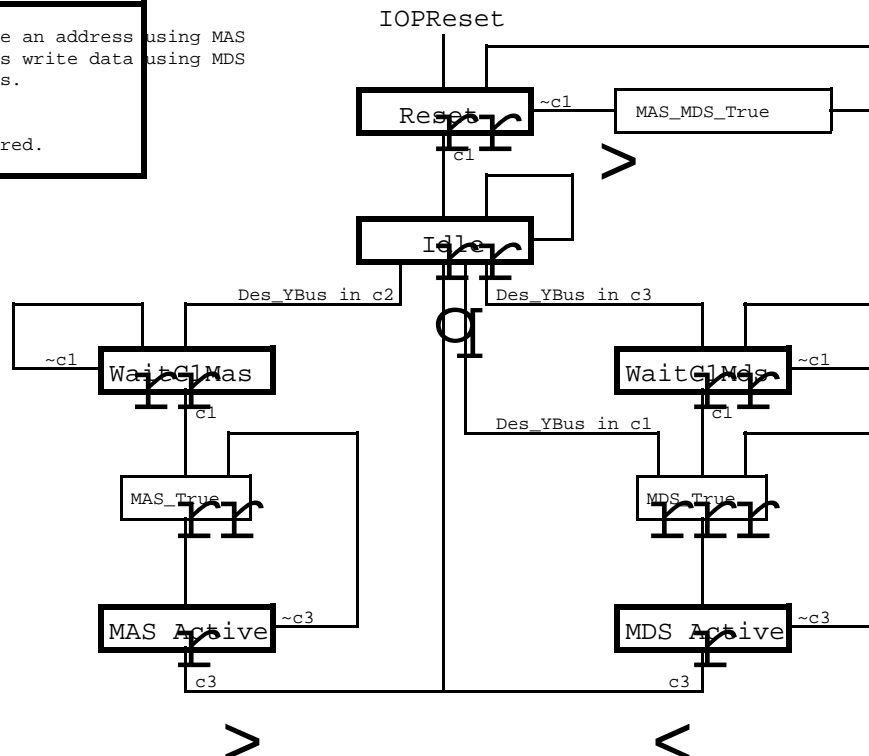 IOPReset
e an address using MAS
s write data using MDS
s.
red.
Reset
~c1
MAS_MDS_True
c1
>
Idle
Des_YBus in c2
Des_YBus in c3
q
~c1
WaitC1Mas
WaitC1Mds
~c1
c1
c1
Des_YBus in c1
MAS_True
MDS_True
MAS Active
~c3
MDS Active
~c3
c3
c3
>
<